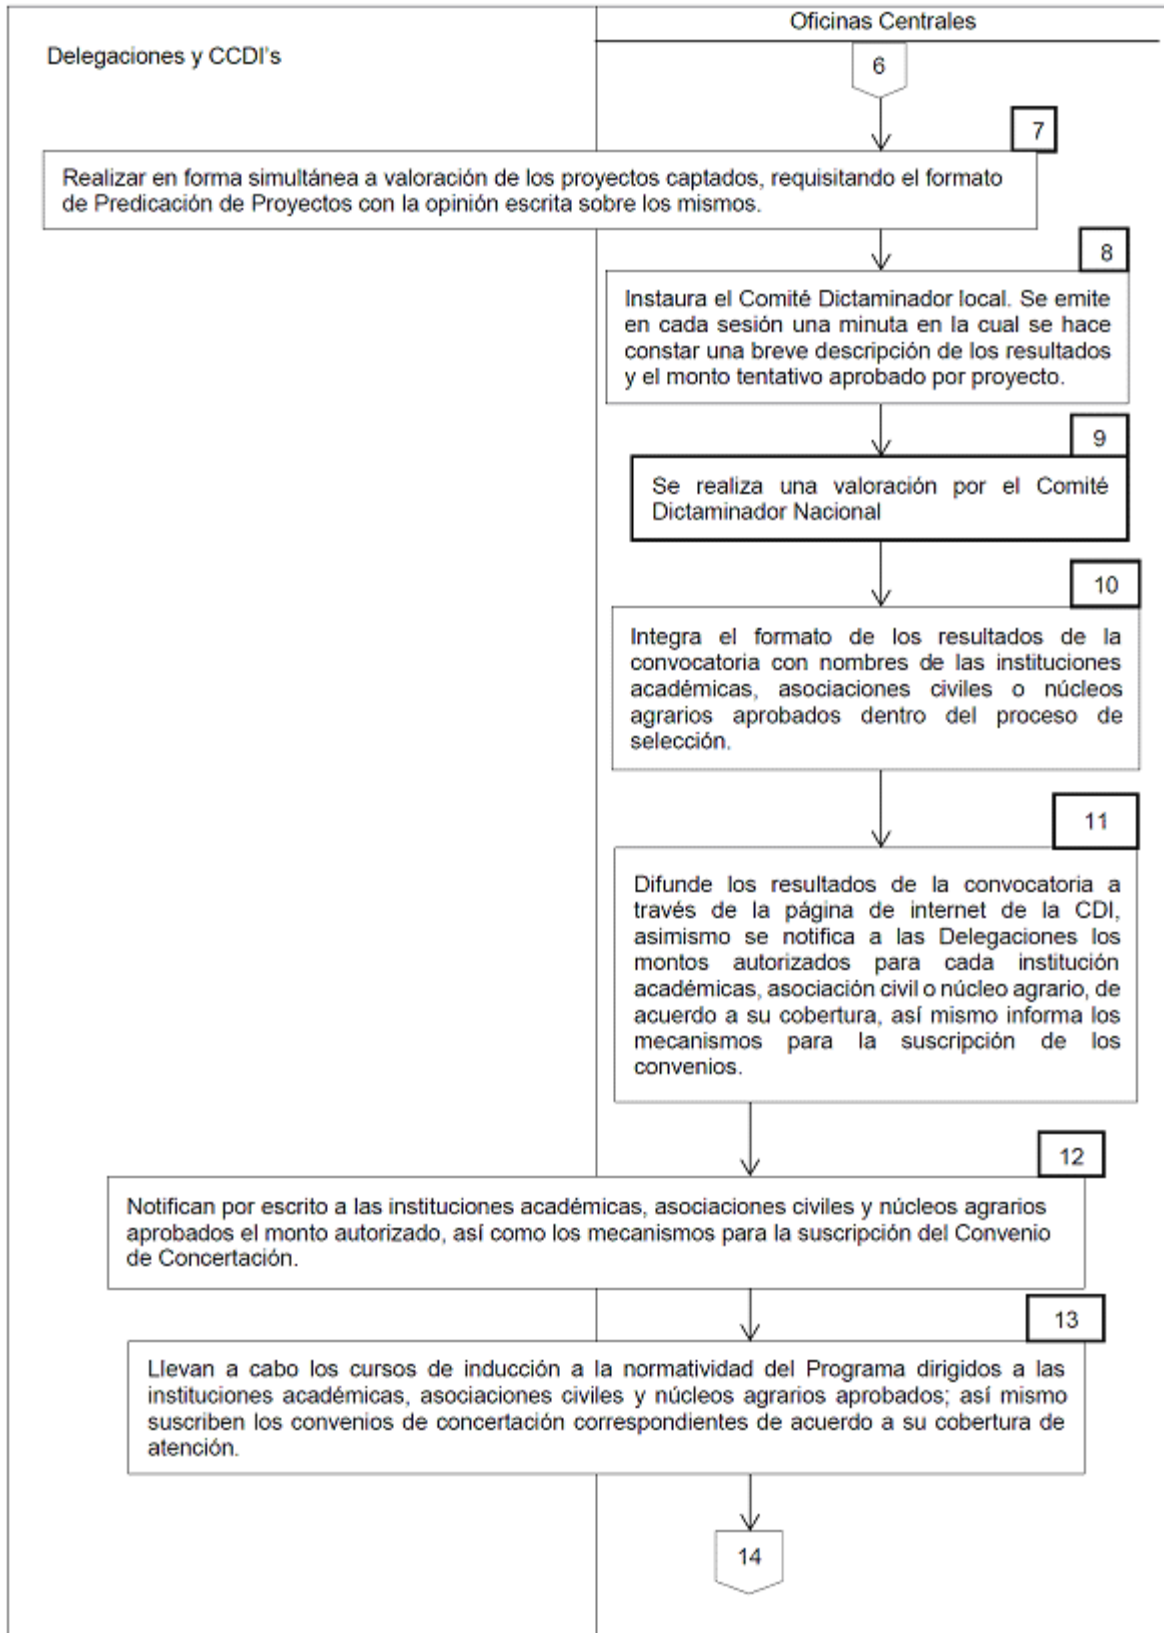 Oficinas Centrales
Delegaciones y CCDI's
6
7
Realizar en forma simultánea a valoración de los proyectos captados, requisitando el formato
de Predicación de Proyectos con la opinión escrita sobre los mismos.
8
Instaura el Comité Dictaminador local. Se emite
en cada sesión una minuta en la cual se hace
constar una breve descripción de los resultados
y el monto tentativo aprobado por proyecto.
9
Se realiza una valoración por el Comité
Dictaminador Nacional
10
Integra el formato de los resultados de la
convocatoria con nombres de las instituciones
académicas, asociaciones civiles o núcleos
agrarios aprobados dentro del proceso de
selección.
11
Difunde los resultados de la convocatoria a
través de la página de internet de la CDI,
asimismo se notifica a las Delegaciones los
montos autorizados para cada institución
académicas, asociación civil o núcleo agrario, de
acuerdo a su cobertura, así mismo informa los
mecanismos para la suscripción de los
convenios.
12
Notifican por escrito a las instituciones académicas, asociaciones civiles y núcleos agrarios
aprobados el monto autorizado, así como los mecanismos para la suscripción del Convenio
de Concertación.
13
Llevan a cabo los cursos de inducción a la normatividad del Programa dirigidos a las
instituciones académicas, asociaciones civiles y núcleos agrarios aprobados; así mismo
suscriben los convenios de concertación correspondientes de acuerdo a su cobertura de
atención.
14